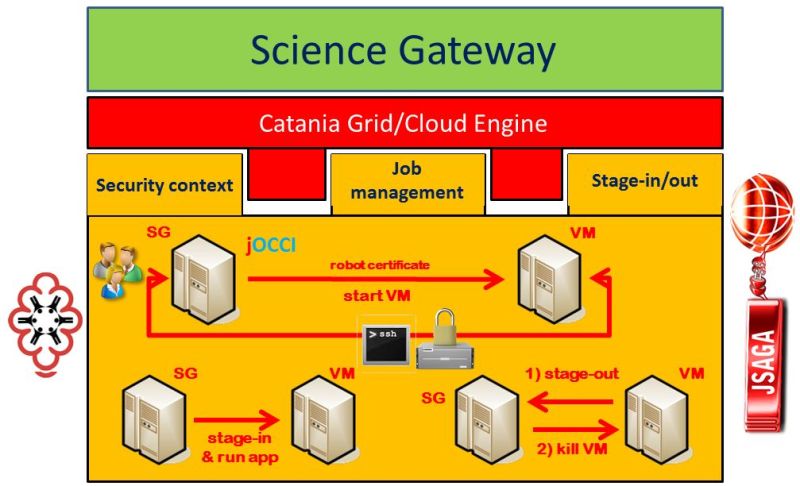 Science Gateway
Catania Grid/Cloud Engine
Security context
Job
management
Stage-in/out
SG
jOCCI
VM
robot certificate
start VM
> ssh
SG
VM
stage-in
& run app
SG
1) stage-out
VM
2) kill VM
JSAGA